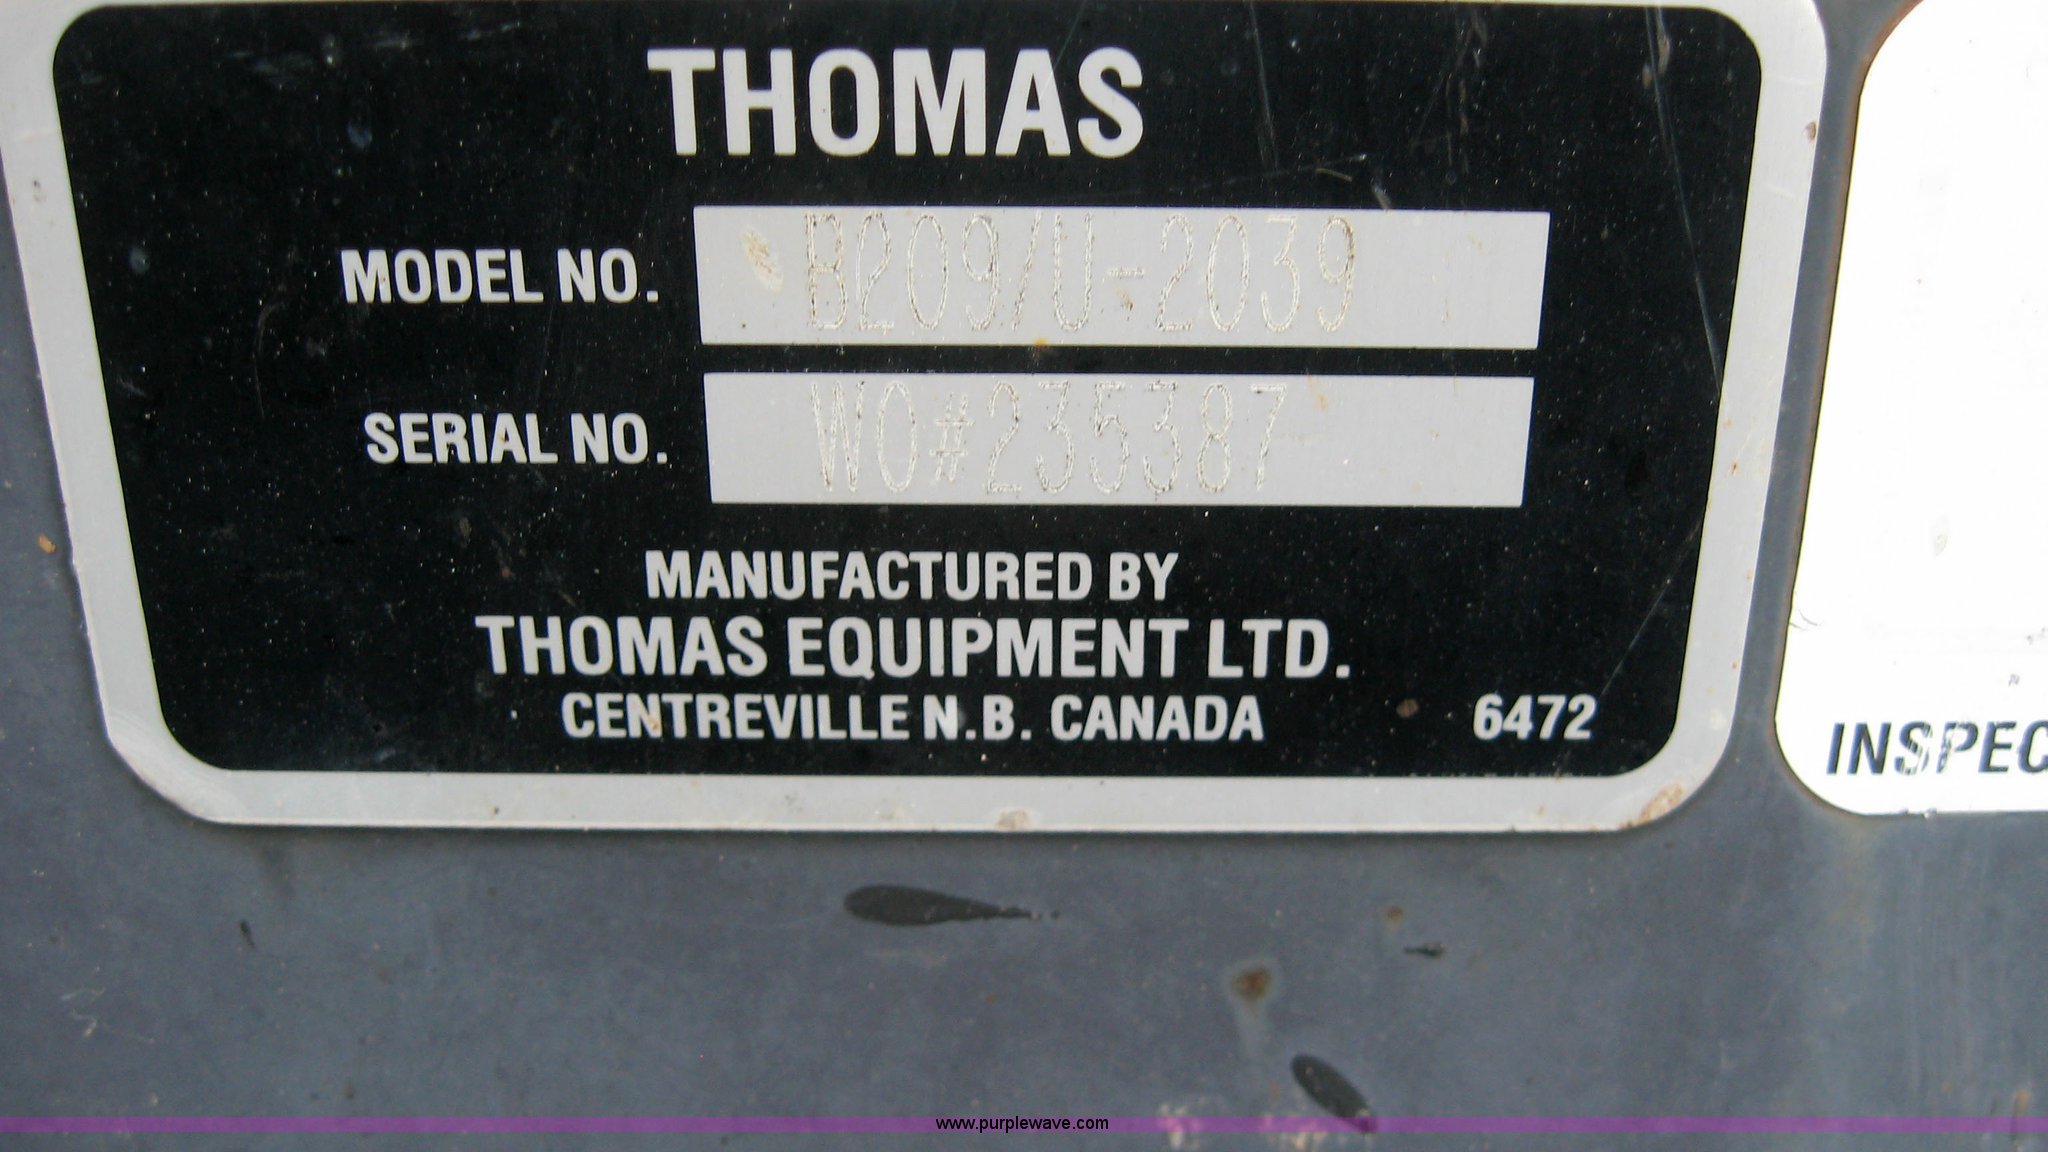 THOMAS
MODEL NO. B209/U-2039
SERIAL NO. WO#235387
MANUFACTURED BY
THOMAS EQUIPMENT LTD.
CENTREVILLE N.B. CANADA 6472
INSPEC
www.purplewave.com